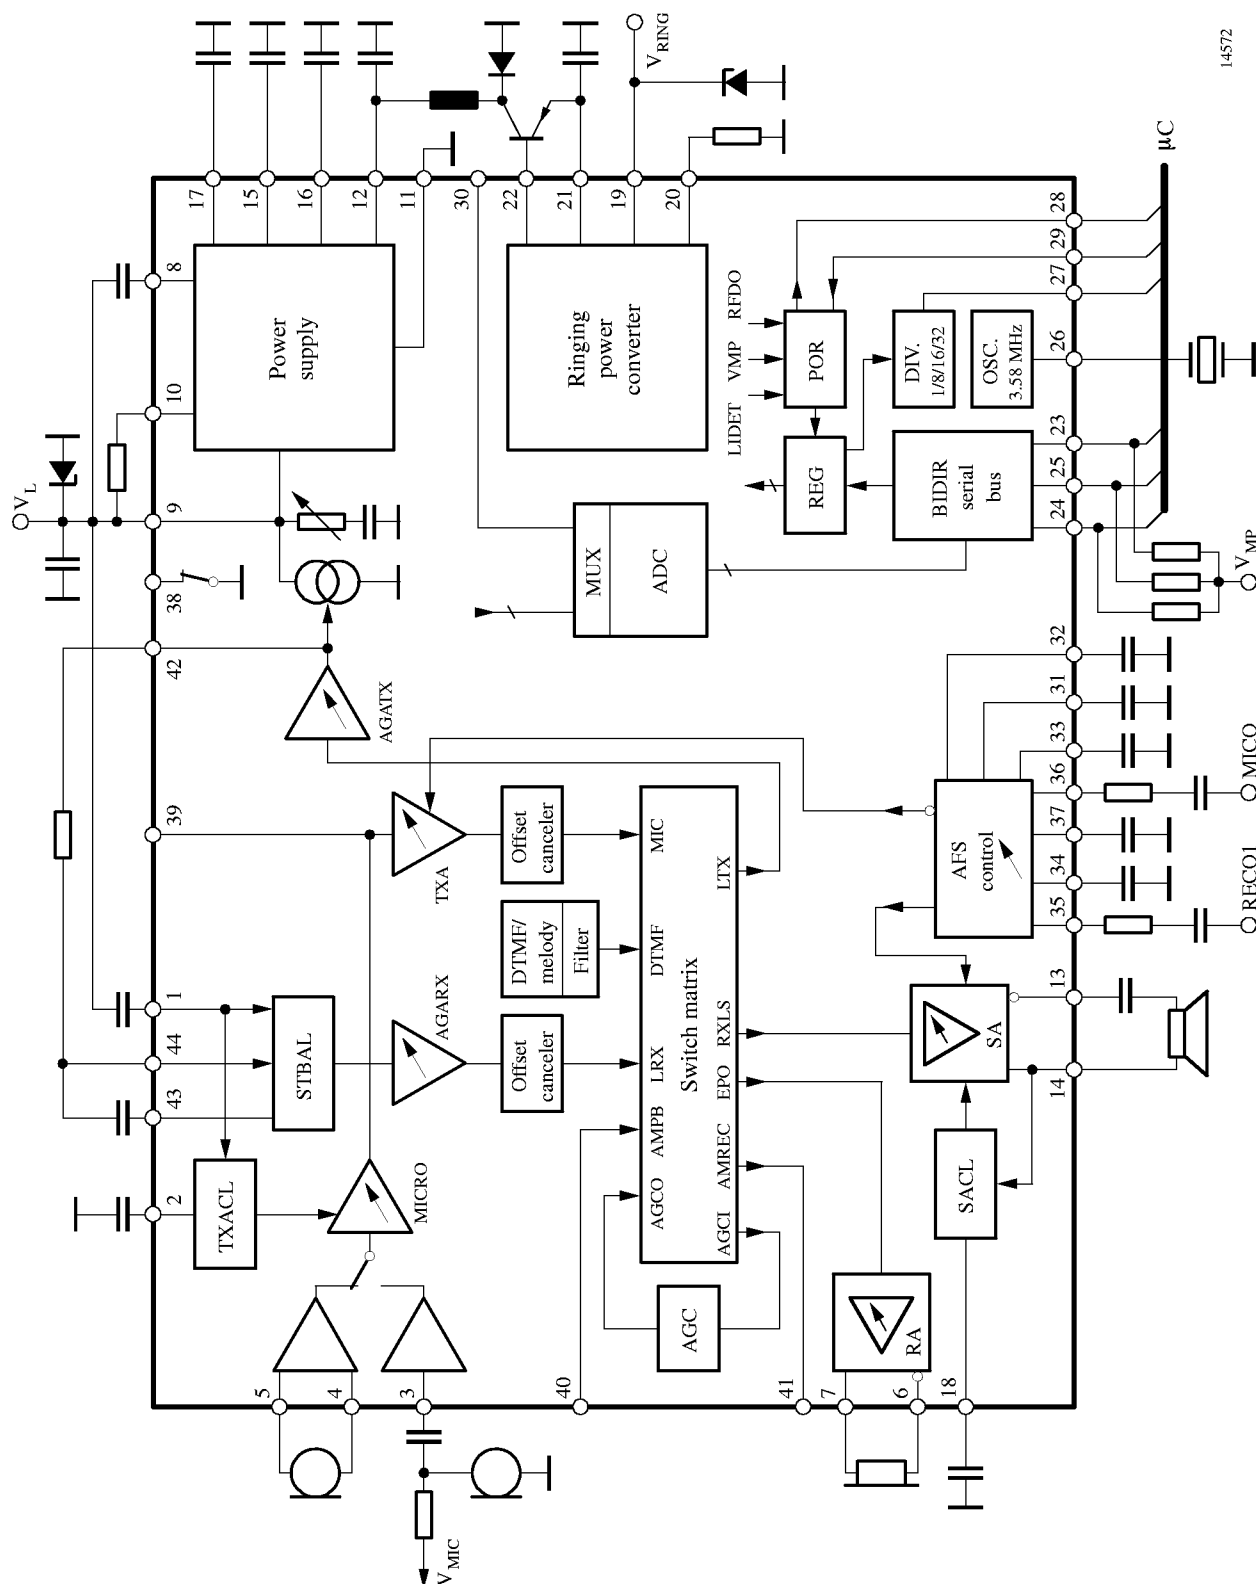 V_L
V_RING
14572
17
15
16
12
11
30
22
21
19
20
8
10
9
38
42
39
1
44
43
2
Power
supply
Ringing
power
converter
RFDO
VMP
LIDET
POR
REG
DIV.
1/8/16/32
OSC.
3.58 MHz
BIDIR
serial
bus
MUX
ADC
28
29
27
26
23
25
24
µC
V_MP
AGATX
TXA
Offset
canceler
DTMF/
melody
Filter
AGARX
Offset
canceler
STBAL
TXACL
MICRO
MIC
DTMF
LRX
AMPB
AGCO
Switch matrix
LTX
RXLS
EPO
AMREC
AGCI
AGC
AFS
control
32
31
33
36
37
34
35
MICO
RECO1
SA
SACL
RA
13
14
5
4
3
40
41
7
6
18
V_MIC